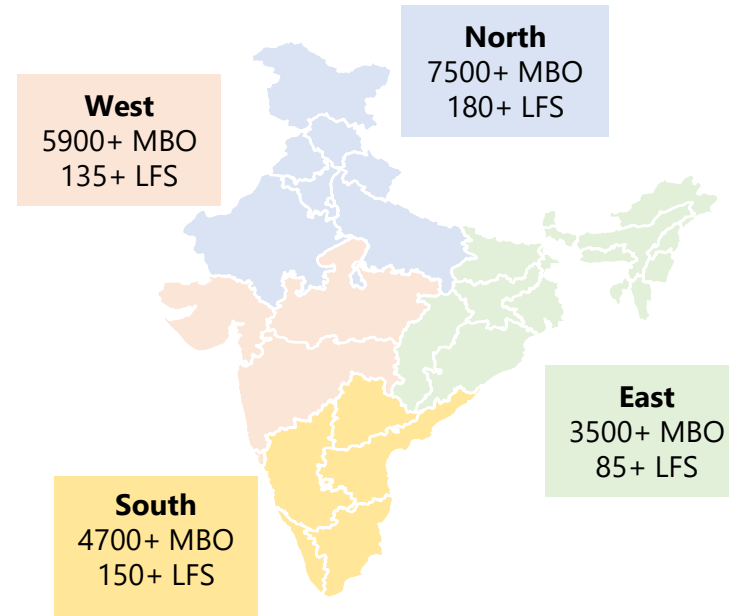 North
7500+ MBO
180+ LFS
West
5900+ MBO
135+ LFS
East
3500+ MBO
85+ LFS
South
4700+ MBO
150+ LFS